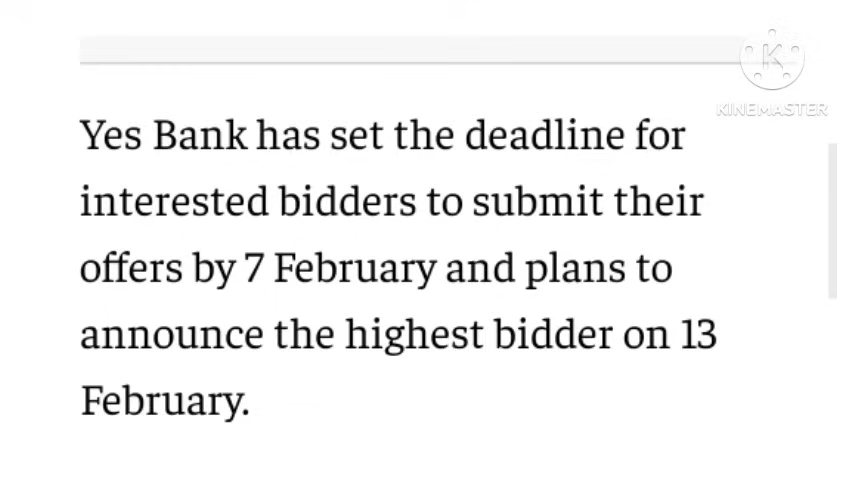 KINEMASTER
Yes Bank has set the deadline for
interested bidders to submit their
offers by 7 February and plans to
announce the highest bidder on 13
February.